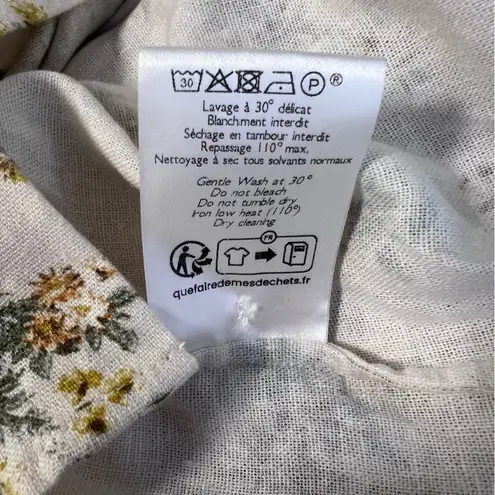 30 P ®
Lavage à 30° délicat
Blanchment interdit
Séchage en tambour interdit
Repassage 110° max.
Nettoyage à sec tous solvants normaux
Gentle Wash at 30°
Do not bleach
Do not tumble dry
Iron low heat (110°)
Dry cleaning
FR
quefairedemesdechets.fr